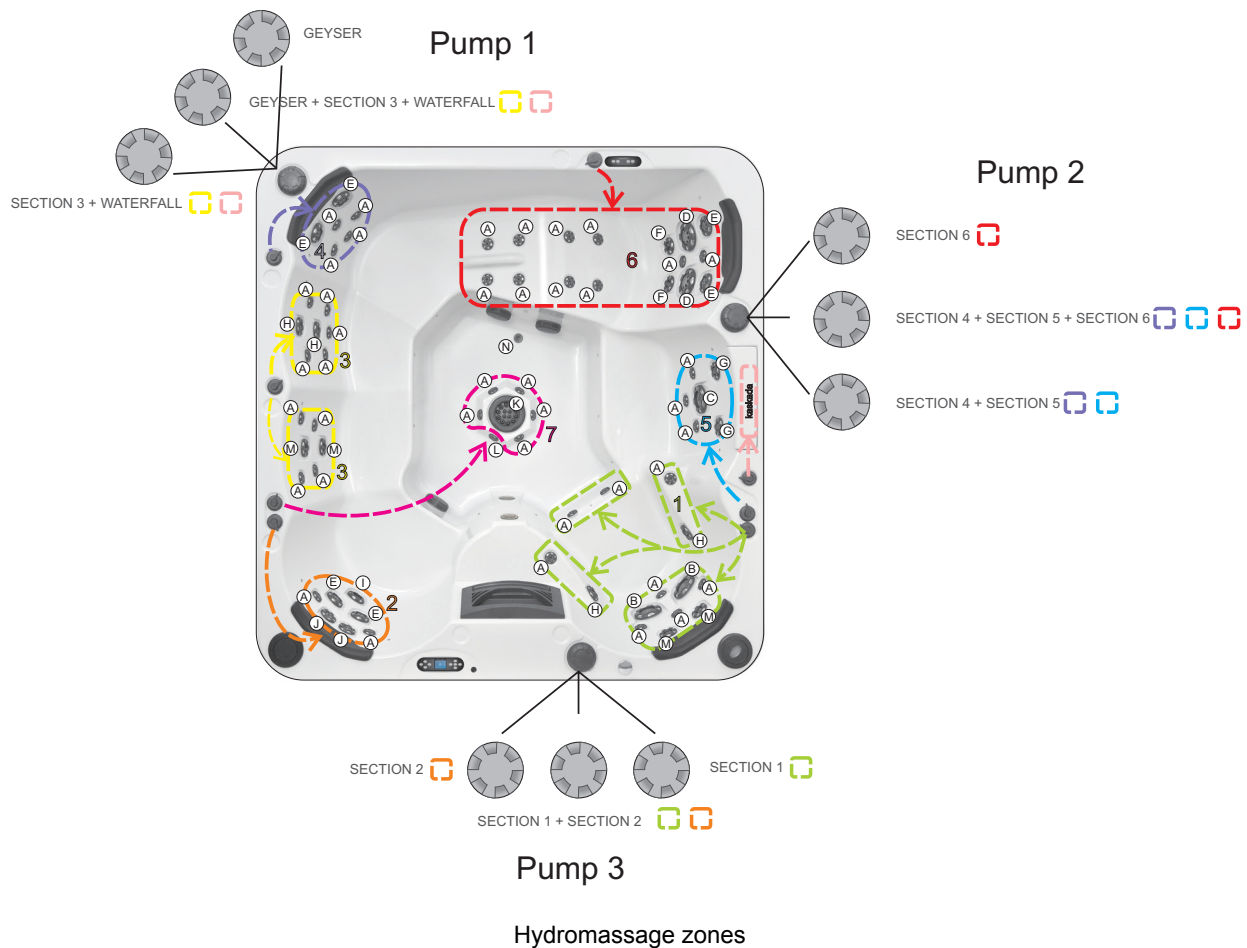 GEYSER
Pump 1
GEYSER + SECTION 3 + WATERFALL
SECTION 3 + WATERFALL
Pump 2
SECTION 6
SECTION 4 + SECTION 5 + SECTION 6
SECTION 4 + SECTION 5
E
A
A
A
E
A
4
A
A
A
A
A
A
A
A
6
F
D
E
A
A
F
D
E
A
A
H
A
H
A
A
3
A
A
M
M
A
A
3
N
A
A
A
K
A
L
A
7
A
G
C
A
A
G
5
kaskada
A
A
A
1
H
A
H
B
A
A
B
A
M
A
M
E
I
A
E
2
J
J
A
SECTION 2
SECTION 1
SECTION 1 + SECTION 2
Pump 3
Hydromassage zones